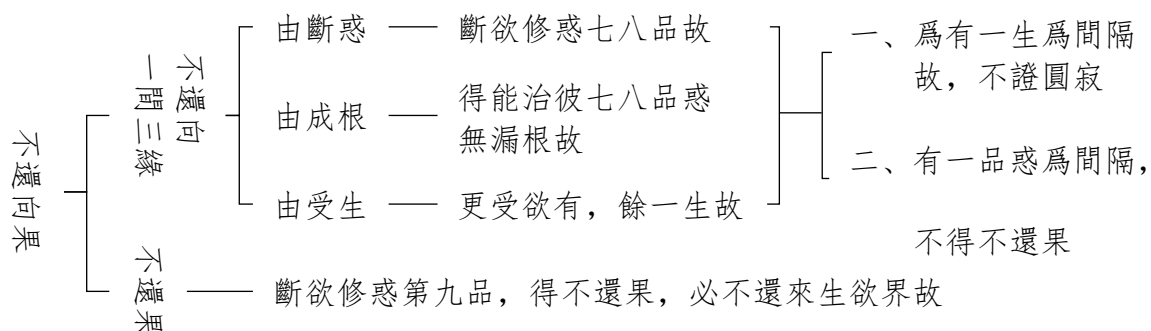 不還向果
不還向
一間三緣
由斷惑
斷欲修惑七八品故
由成根
得能治彼七八品惑
無漏根故
由受生
更受欲有，餘一生故
一、爲有一生爲間隔
故，不證圓寂
二、有一品惑爲間隔，
不得不還果
不還果
斷欲修惑第九品，得不還果，必不還來生欲界故